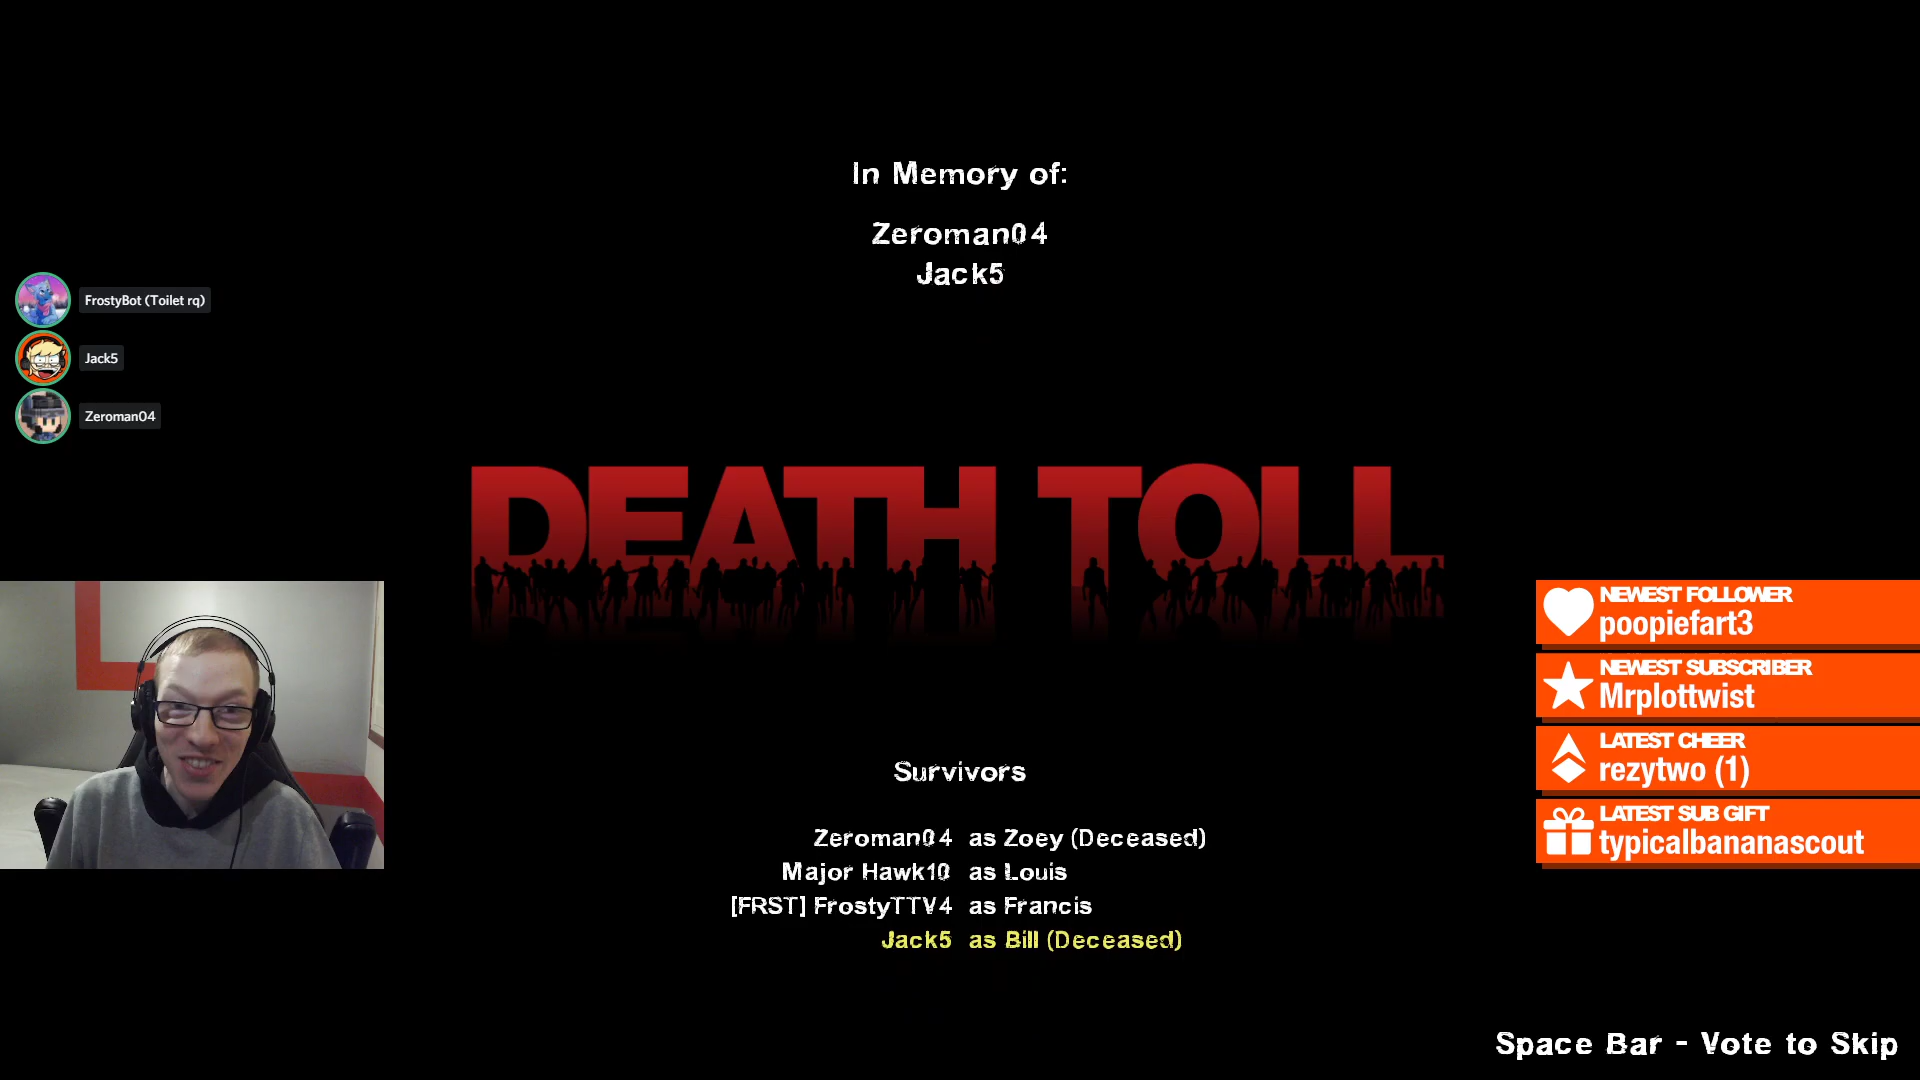 In Memory of:
Zeroman04
Jack5
FrostyBot (Toilet rq)
Jack5
Zeroman04
DEATH TOLL
NEWEST FOLLOWER
poopiefart3
NEWEST SUBSCRIBER
Mrplottwist
LATEST CHEER
rezytwo (1)
LATEST SUB GIFT
typicalbananascout
Survivors
Zeroman04 as Zoey (Deceased)
Major Hawk10 as Louis
[FRST] FrostyTTV4 as Francis
Jack5 as Bill (Deceased)
Space Bar - Vote to Skip